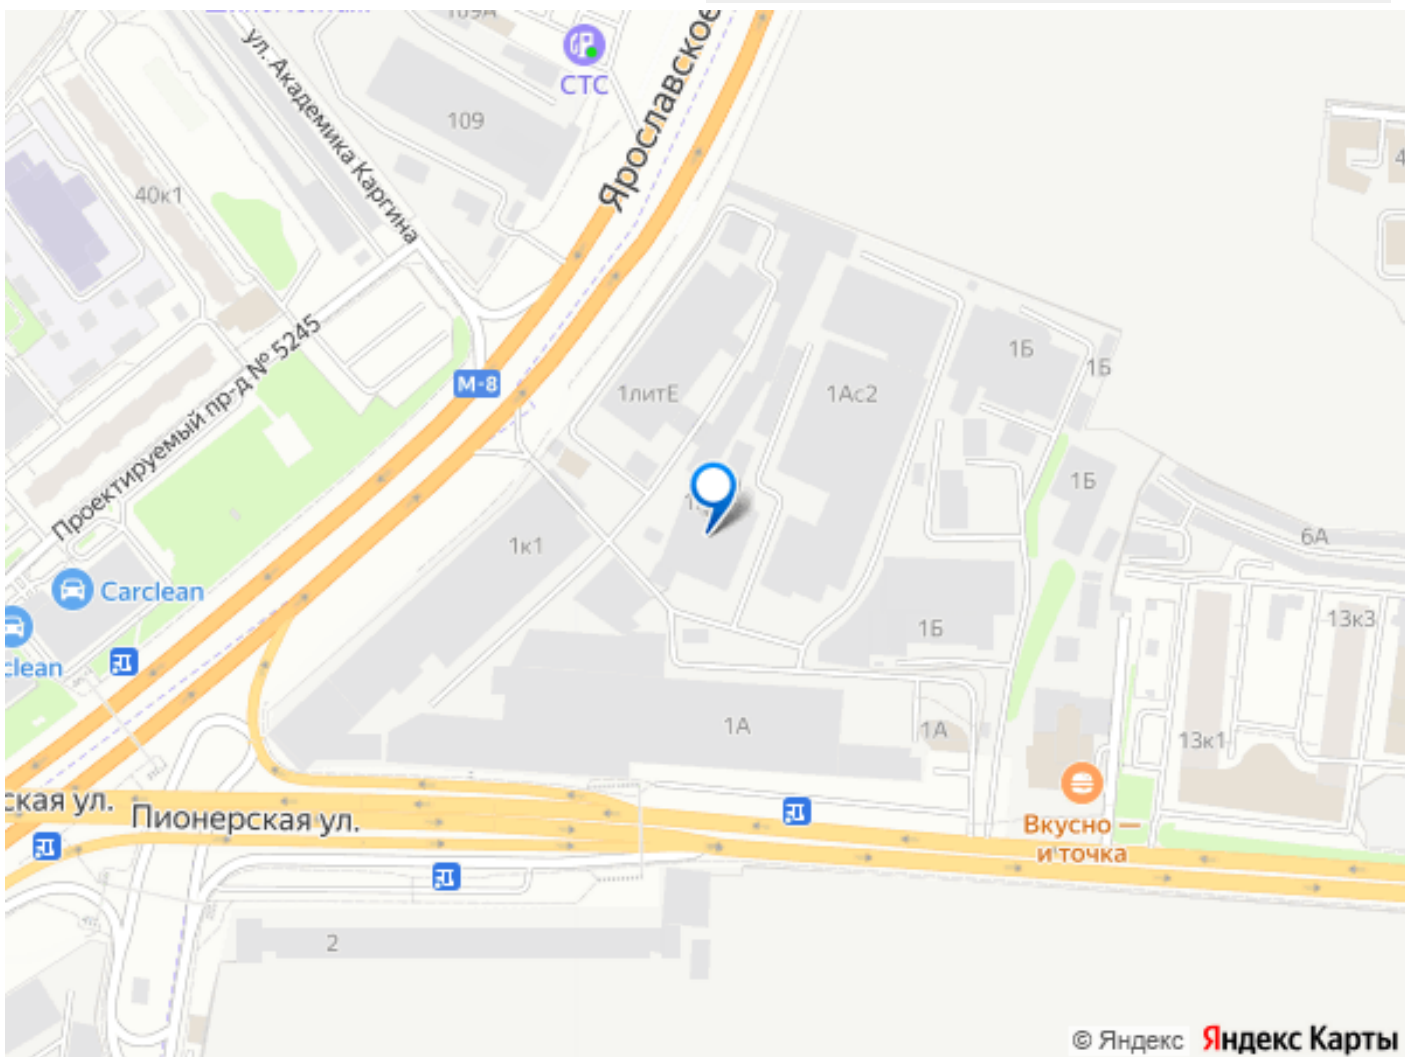 109А
СТС
Ярославское
ул. Академика Каргина
109
40к1
Проектируемый пр-д № 5245
М-8
1литЕ
1Ас2
1Б
1Б
1Б
6А
1к1
Carclean
clean
1Б
13к3
1А
1А
13к1
ская ул.
Пионерская ул.
Вкусно —
и точка
2
© Яндекс Яндекс Карты